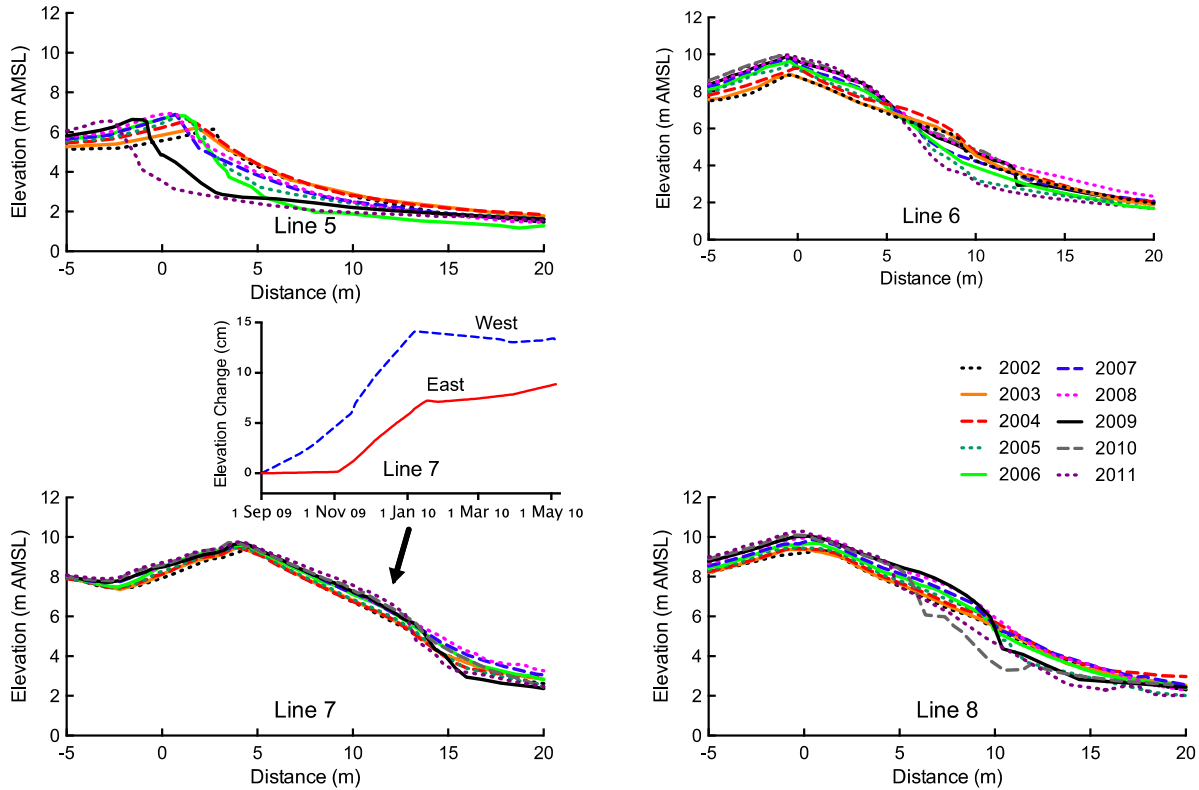 12
10
8
6
4
2
0
Elevation (m AMSL)
Line 5
-5 0 5 10 15 20
Distance (m)
12
10
8
6
4
2
0
Elevation (m AMSL)
Line 6
-5 0 5 10 15 20
Distance (m)
15
10
5
0
Elevation Change (cm)
West
East
Line 7
1 Sep 09 1 Nov 09 1 Jan 10 1 Mar 10 1 May 10
2002 2007
2003 2008
2004 2009
2005 2010
2006 2011
12
10
8
6
4
2
0
Elevation (m AMSL)
Line 7
-5 0 5 10 15 20
Distance (m)
12
10
8
6
4
2
0
Elevation (m AMSL)
Line 8
-5 0 5 10 15 20
Distance (m)